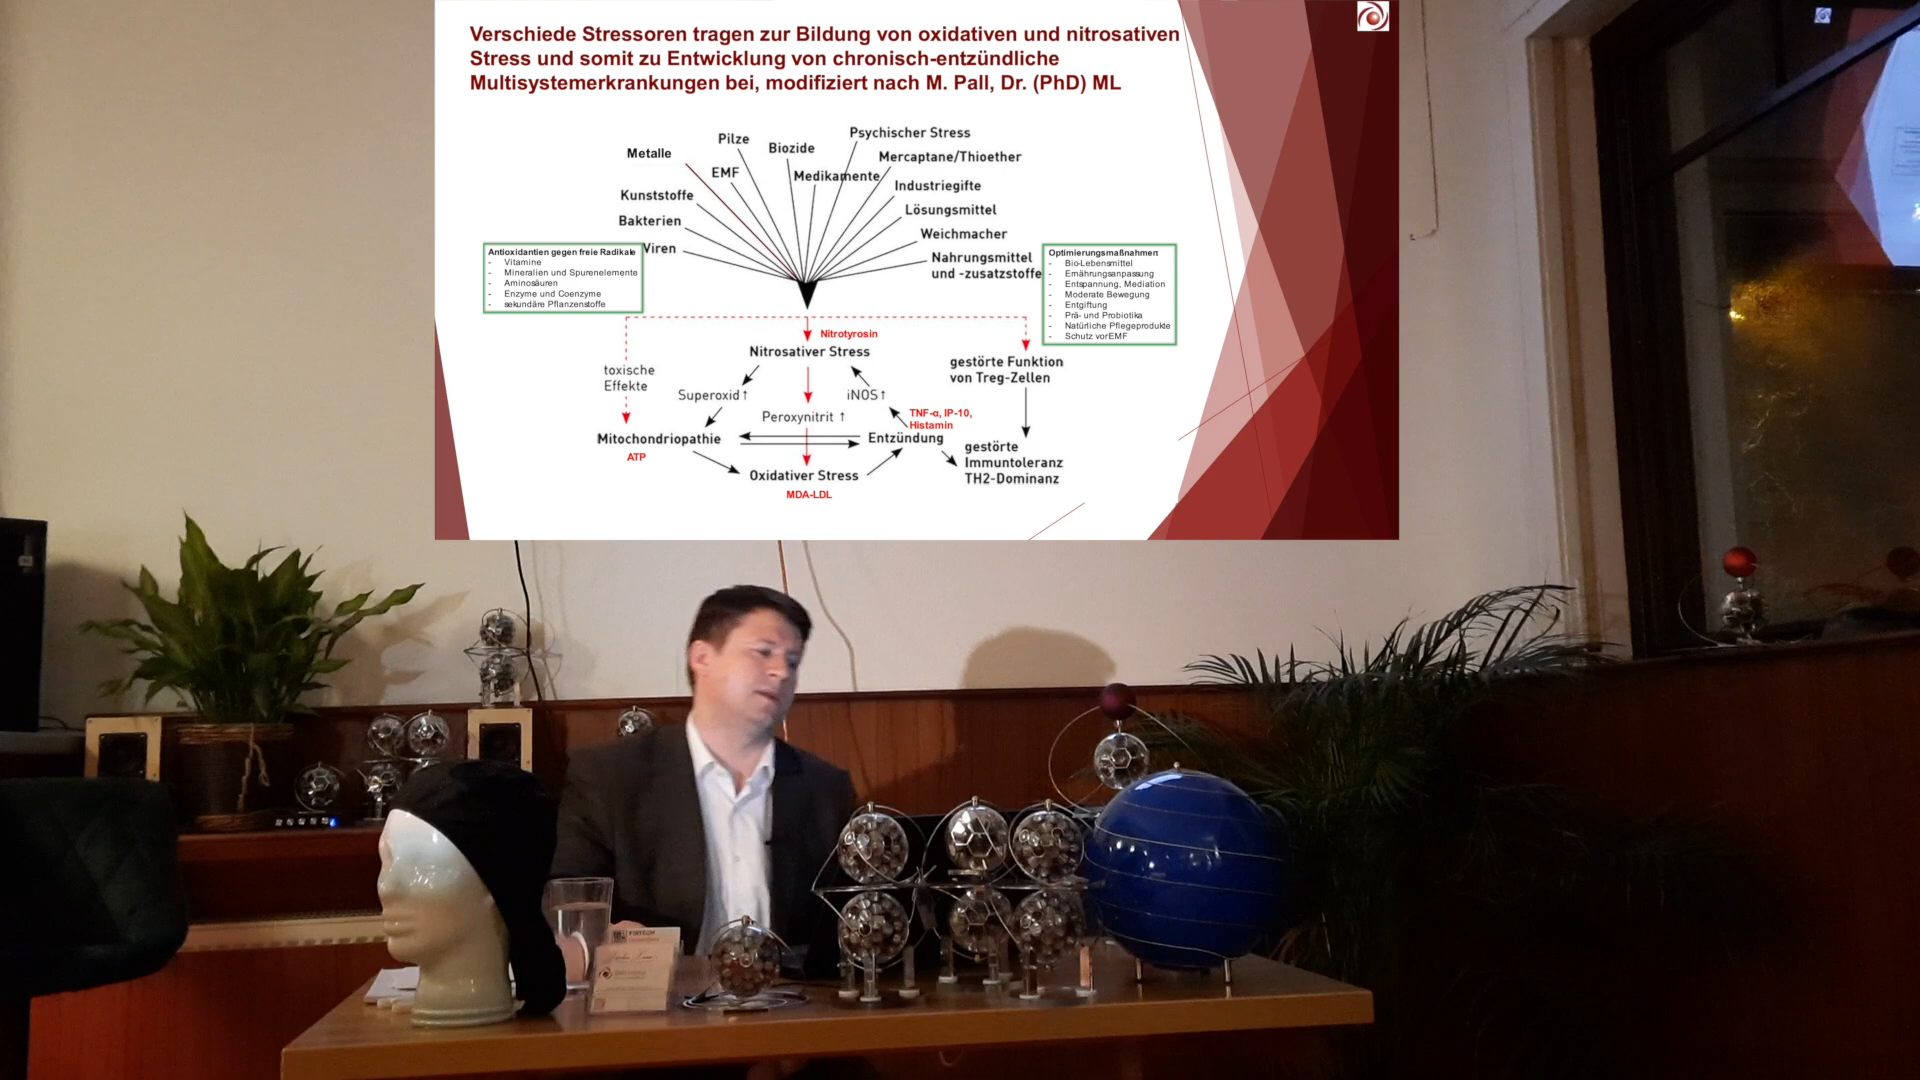 Verschiede Stressoren tragen zur Bildung von oxidativen und nitrosativen
Stress und somit zu Entwicklung von chronisch-entzündliche
Multisystemerkrankungen bei, modifiziert nach M. Pall, Dr. (PhD) ML
Psychischer Stress
Pilze
Biozide
Metalle
Mercaptane/Thioether
EMF
Medikamente
Industriegifte
Kunststoffe
Lösungsmittel
Bakterien
Weichmacher
Viren
Nahrungsmittel
und -zusatzstoffe
Antioxidantien gegen freie Radikale
- Vitamine
- Mineralien und Spurenelemente
- Aminosäuren
- Enzyme und Coenzyme
- sekundäre Pflanzenstoffe
Optimierungsmaßnahmen:
- Bio-Lebensmittel
- Ernährungsanpassung
- Entspannung, Mediation
- Moderate Bewegung
- Entgiftung
- Prä- und Probiotika
- Natürliche Pflegeprodukte
- Schutz vor EMF
Nitrotyrosin
Nitrosativer Stress
gestörte Funktion
von Treg-Zellen
toxische
Effekte
Superoxid ↑
iNOS ↑
Peroxynitrit ↑
TNF-α, IP-10,
Histamin
Mitochondriopathie
Entzündung
ATP
gestörte
Immuntoleranz
TH2-Dominanz
Oxidativer Stress
MDA-LDL